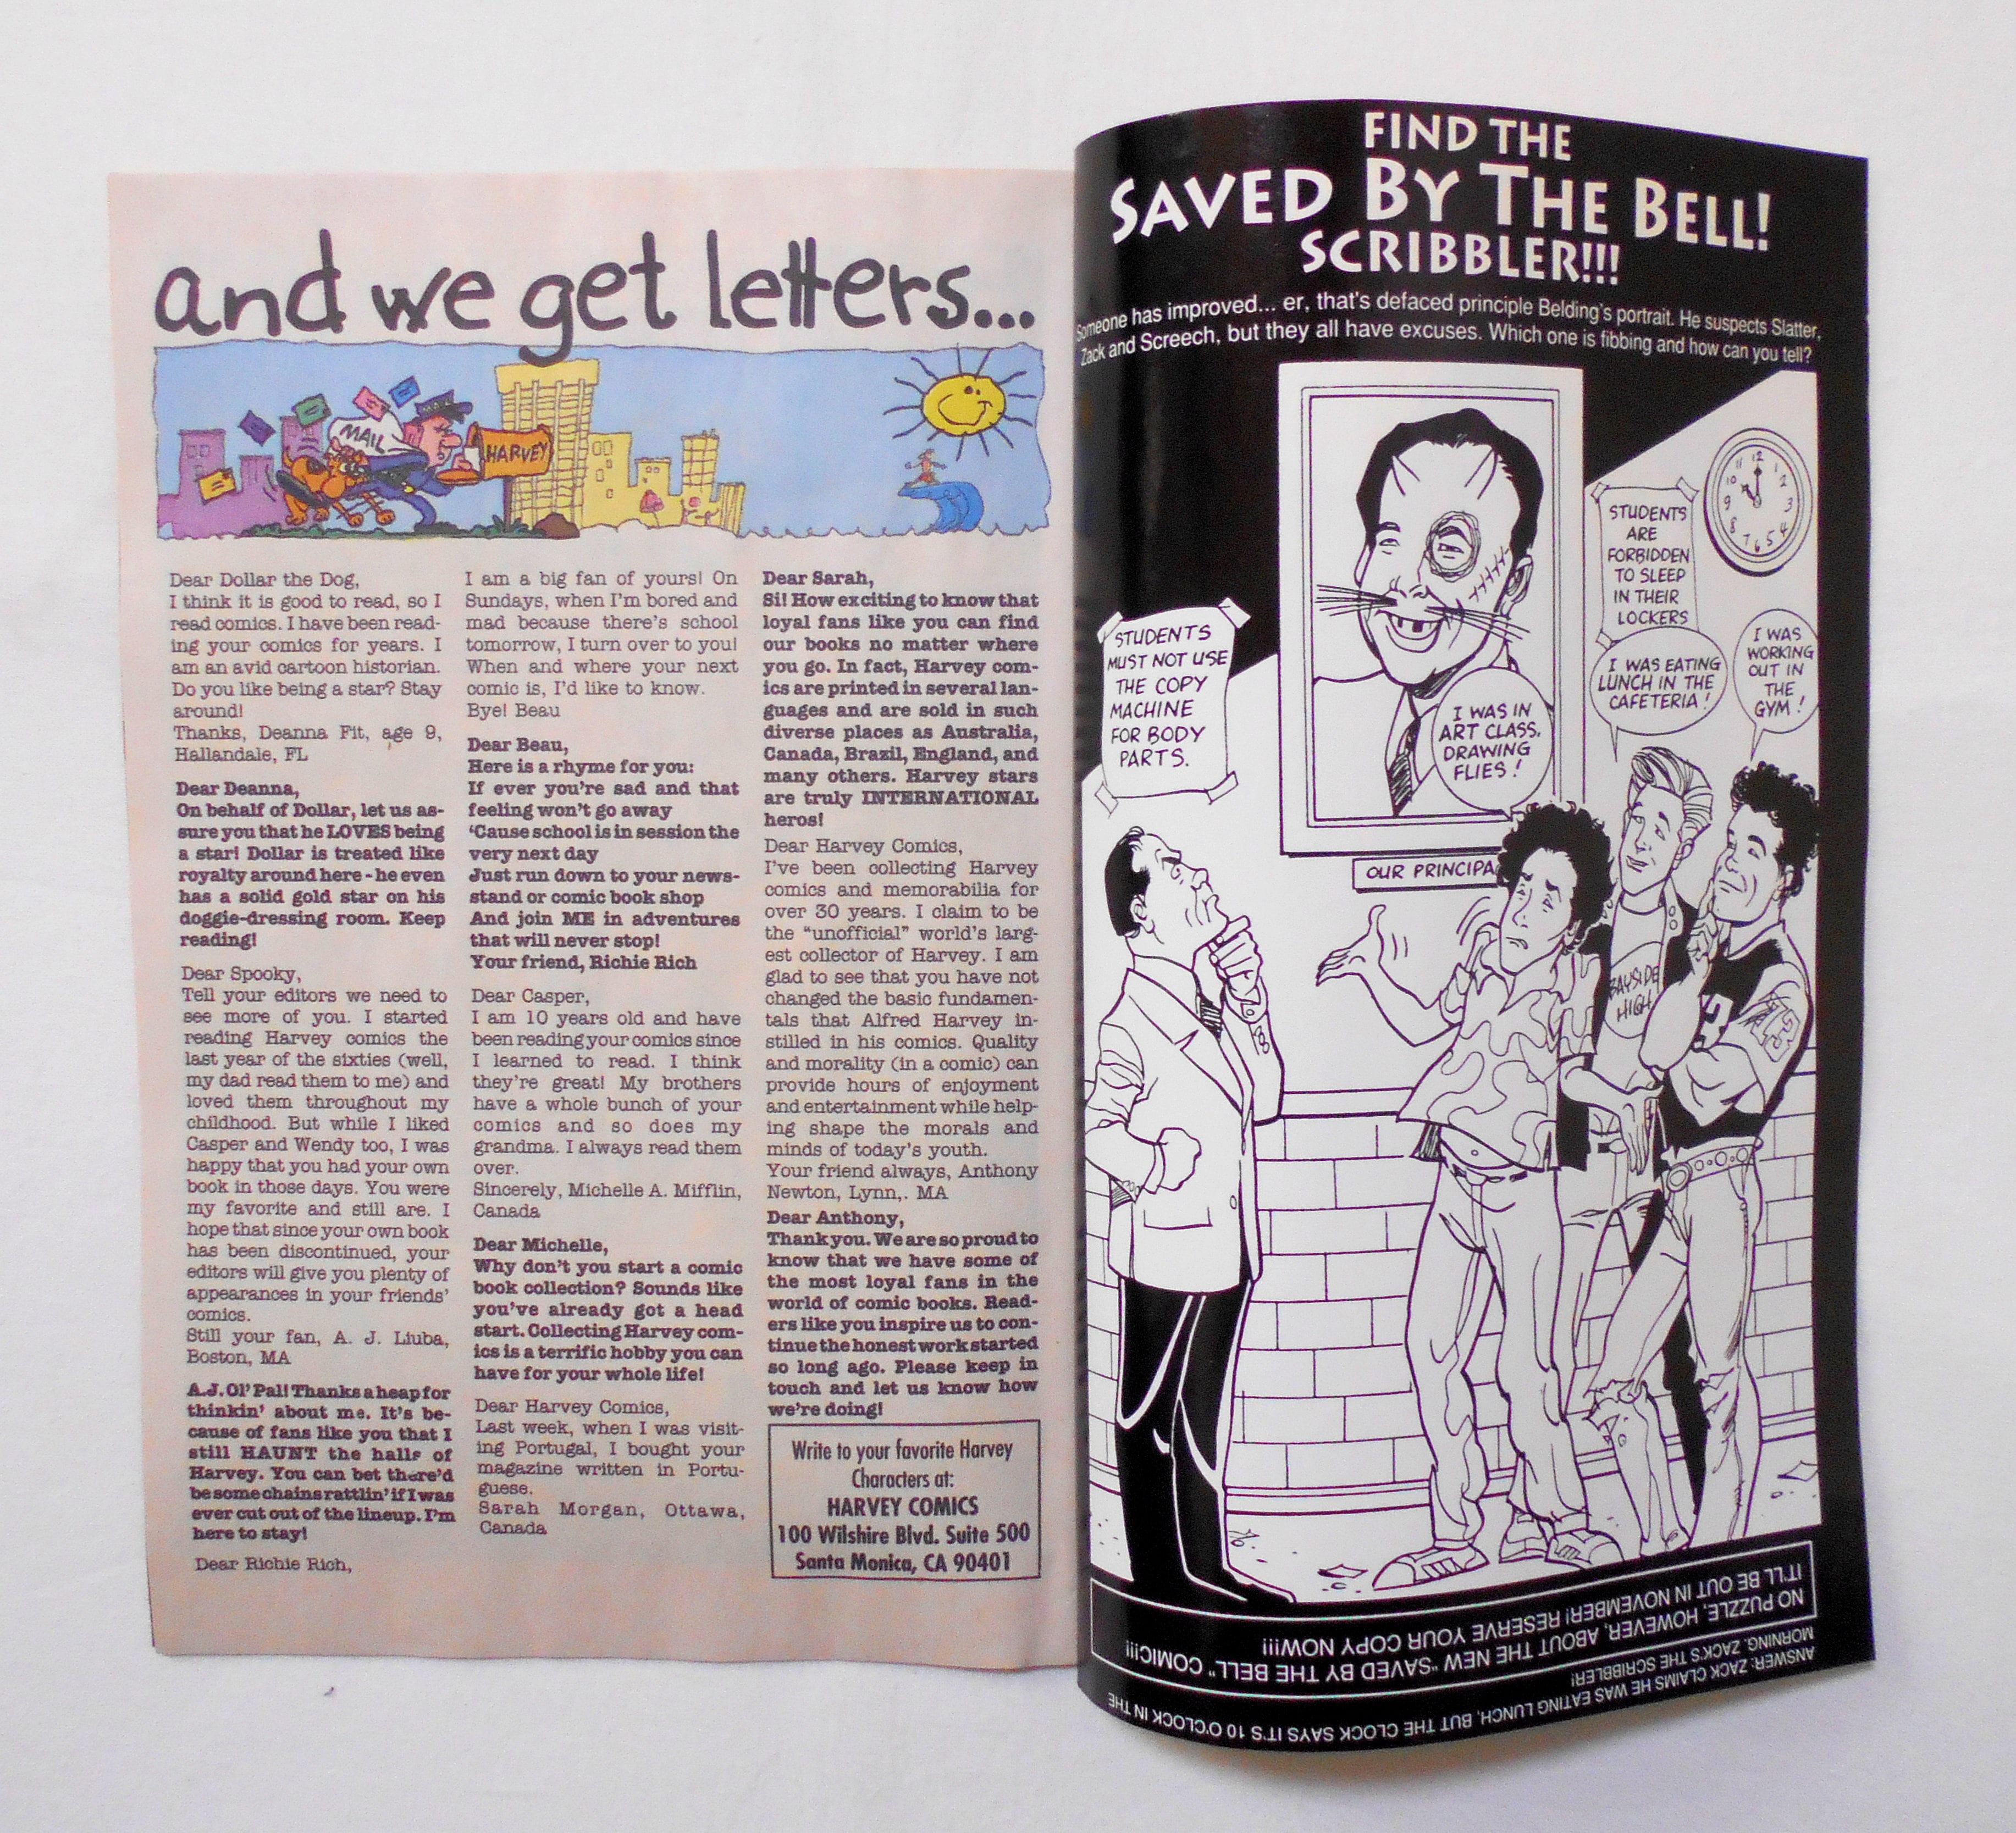 and we get letters...
MAIL
HARVEY
Dear Dollar the Dog,
I think it is good to read, so I
read comics. I have been read-
ing your comics for years. I
am an avid cartoon historian.
Do you like being a star? Stay
around!
Thanks, Deanna Fit, age 9,
Hallandale, FL
Dear Deanna,
On behalf of Dollar, let us as-
sure you that he LOVES being
a star! Dollar is treated like
royalty around here - he even
has a solid gold star on his
doggie-dressing room. Keep
reading!
Dear Spooky,
Tell your editors we need to
see more of you. I started
reading Harvey comics the
last year of the sixties (well,
my dad read them to me) and
loved them throughout my
childhood. But while I liked
Casper and Wendy too, I was
happy that you had your own
book in those days. You were
my favorite and still are. I
hope that since your own book
has been discontinued, your
editors will give you plenty of
appearances in your friends'
comics.
Still your fan, A. J. Liuba,
Boston, MA
A.J. Ol' Pal! Thanks a heap for
thinkin' about me. It's be-
cause of fans like you that I
still HAUNT the halls of
Harvey. You can bet there'd
be some chains rattlin' if I was
ever cut out of the lineup. I'm
here to stay!
Dear Richie Rich,
I am a big fan of yours! On
Sundays, when I'm bored and
mad because there's school
tomorrow, I turn over to you!
When and where your next
comic is, I'd like to know.
Bye! Beau
Dear Beau,
Here is a rhyme for you:
If ever you're sad and that
feeling won't go away
'Cause school is in session the
very next day
Just run down to your news-
stand or comic book shop
And join ME in adventures
that will never stop!
Your friend, Richie Rich
Dear Casper,
I am 10 years old and have
been reading your comics since
I learned to read. I think
they're great! My brothers
have a whole bunch of your
comics and so does my
grandma. I always read them
over.
Sincerely, Michelle A. Mifflin,
Canada
Dear Michelle,
Why don't you start a comic
book collection? Sounds like
you've already got a head
start. Collecting Harvey com-
ics is a terrific hobby you can
have for your whole life!
Dear Harvey Comics,
Last week, when I was visit-
ing Portugal, I bought your
magazine written in Portu-
guese.
Sarah Morgan, Ottawa,
Canada
Dear Sarah,
Si! How exciting to know that
loyal fans like you can find
our books no matter where
you go. In fact, Harvey com-
ics are printed in several lan-
guages and are sold in such
diverse places as Australia,
Canada, Brazil, England, and
many others. Harvey stars
are truly INTERNATIONAL
heros!
Dear Harvey Comics,
I've been collecting Harvey
comics and memorabilia for
over 30 years. I claim to be
the "unofficial" world's larg-
est collector of Harvey. I am
glad to see that you have not
changed the basic fundamen-
tals that Alfred Harvey in-
stilled in his comics. Quality
and morality (in a comic) can
provide hours of enjoyment
and entertainment while help-
ing shape the morals and
minds of today's youth.
Your friend always, Anthony
Newton, Lynn,. MA
Dear Anthony,
Thank you. We are so proud to
know that we have some of
the most loyal fans in the
world of comic books. Read-
ers like you inspire us to con-
tinue the honest work started
so long ago. Please keep in
touch and let us know how
we're doing!
Write to your favorite Harvey
Characters at:
HARVEY COMICS
100 Wilshire Blvd. Suite 500
Santa Monica, CA 90401
FIND THE
SAVED BY THE BELL!
SCRIBBLER!!!
Someone has improved... er, that's defaced principle Belding's portrait. He suspects Slatter,
Zack and Screech, but they all have excuses. Which one is fibbing and how can you tell?
STUDENTS
MUST NOT USE
THE COPY
MACHINE
FOR BODY
PARTS.
STUDENTS
ARE
FORBIDDEN
TO SLEEP
IN THEIR
LOCKERS
12
1
2
3
4
5
6
7
8
9
10
11
I WAS IN
ART CLASS,
DRAWING
FLIES!
I WAS EATING
LUNCH IN THE
CAFETERIA!
I WAS
WORKING
OUT IN
THE
GYM!
OUR PRINCIPA
BAYSIDE
HIGH
NO PUZZLE, HOWEVER, ABOUT THE NEW "SAVED BY THE BELL" COMIC!!!
IT'LL BE OUT IN NOVEMBER! RESERVE YOUR COPY NOW!!!
ANSWER: ZACK CLAIMS HE WAS EATING LUNCH, BUT THE CLOCK SAYS IT'S 10 O'CLOCK IN THE
MORNING. ZACK'S THE SCRIBBLER!